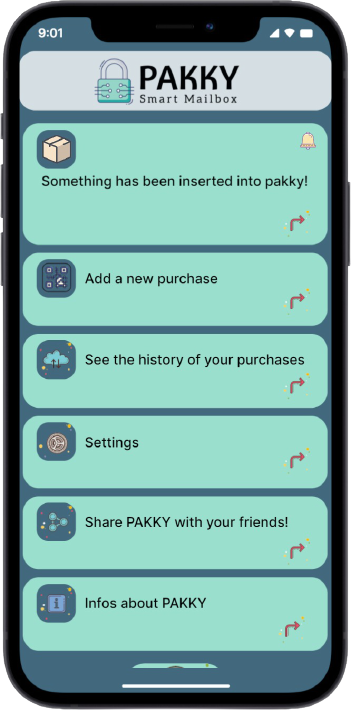 9:01
PAKKY
Smart Mailbox
Something has been inserted into pakky!
Add a new purchase
See the history of your purchases
Settings
Share PAKKY with your friends!
Infos about PAKKY